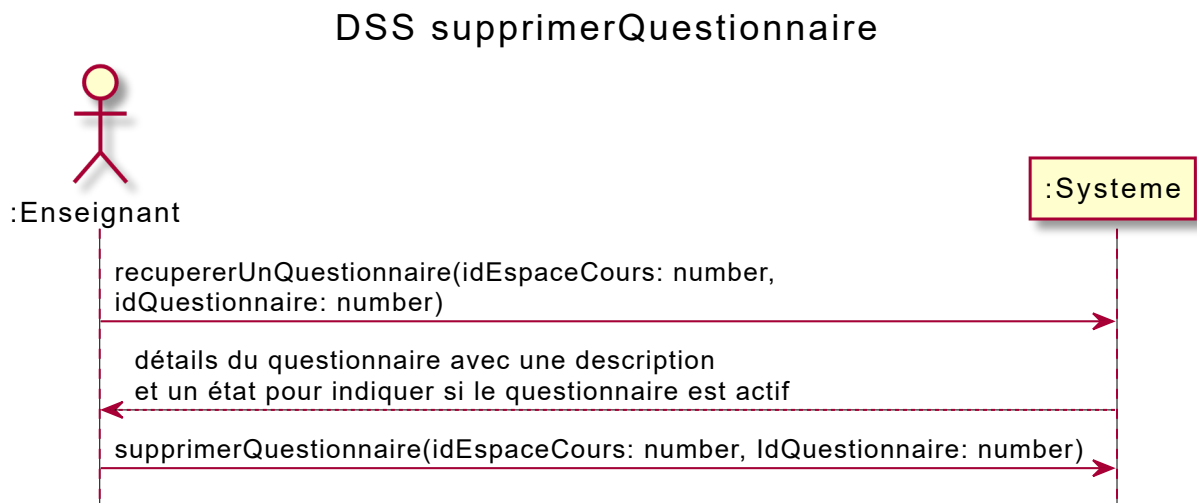 DSS supprimerQuestionnaire
:Enseignant
:Systeme
recupererUnQuestionnaire(idEspaceCours: number,
idQuestionnaire: number)
détails du questionnaire avec une description
et un état pour indiquer si le questionnaire est actif
supprimerQuestionnaire(idEspaceCours: number, IdQuestionnaire: number)